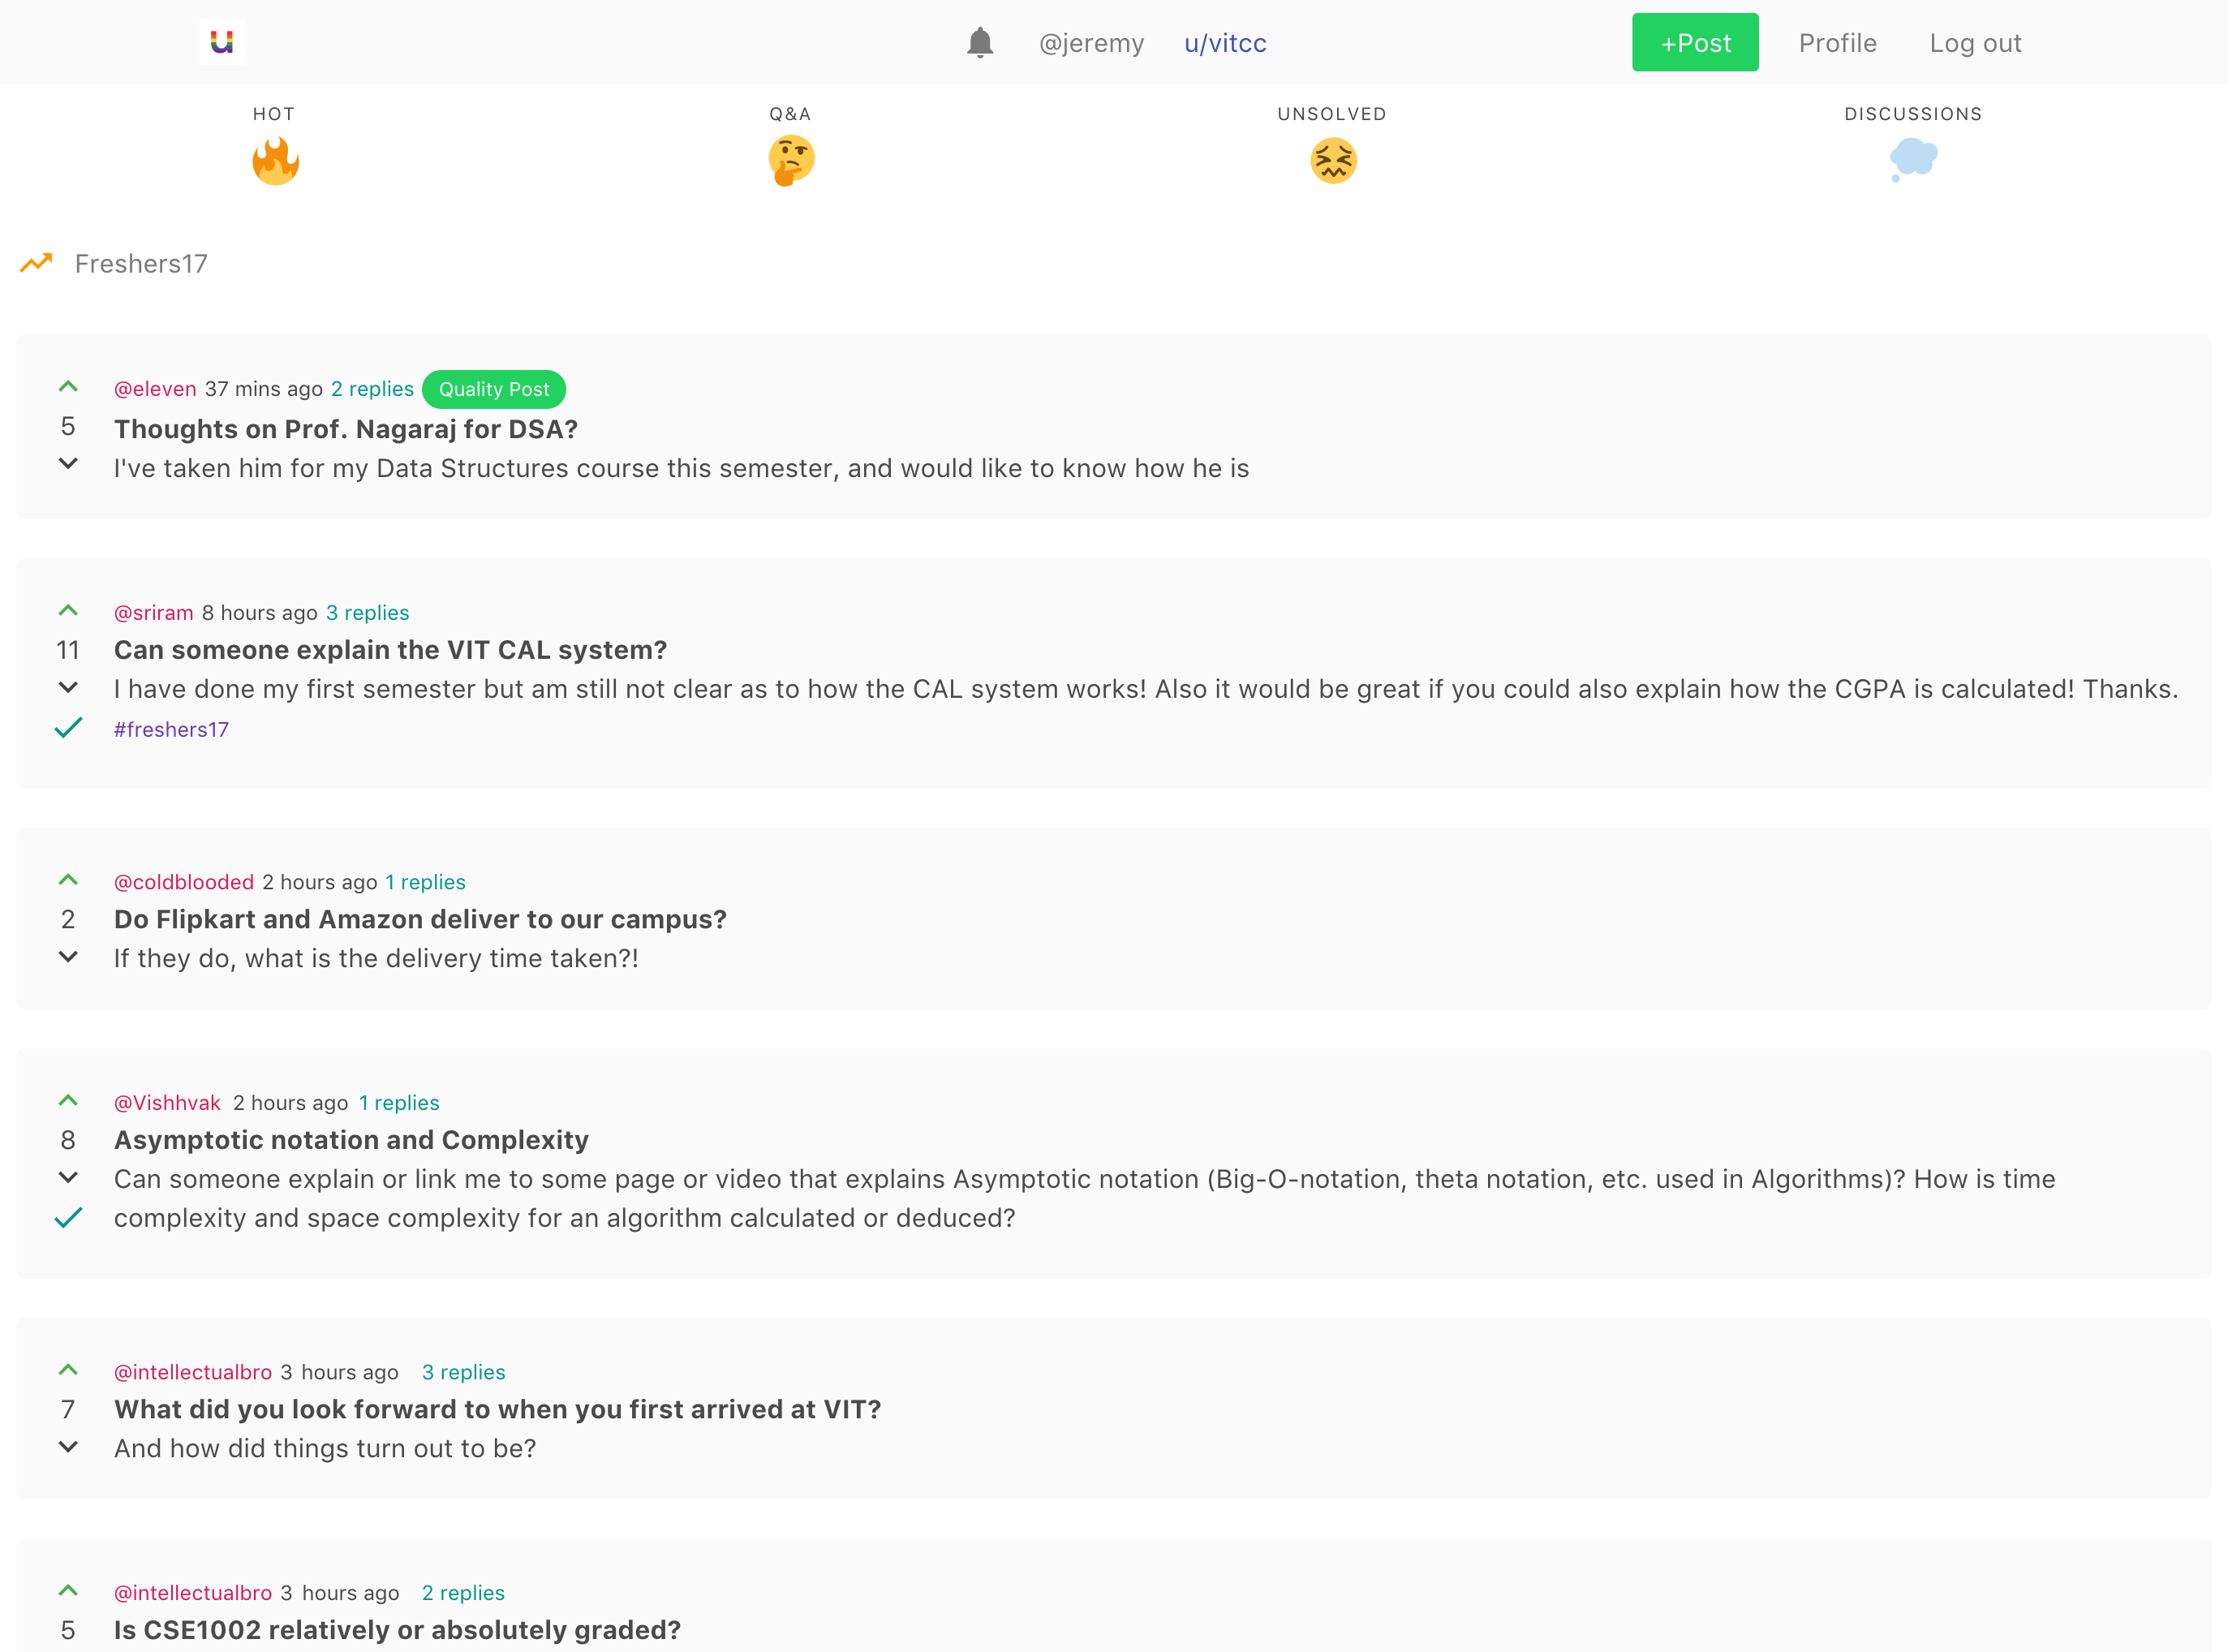 u @jeremy u/vitcc +Post Profile Log out
HOT Q&A UNSOLVED DISCUSSIONS
Freshers17
@eleven 37 mins ago 2 replies Quality Post
5 Thoughts on Prof. Nagaraj for DSA?
I've taken him for my Data Structures course this semester, and would like to know how he is
@sriram 8 hours ago 3 replies
11 Can someone explain the VIT CAL system?
I have done my first semester but am still not clear as to how the CAL system works! Also it would be great if you could also explain how the CGPA is calculated! Thanks.
#freshers17
@coldblooded 2 hours ago 1 replies
2 Do Flipkart and Amazon deliver to our campus?
If they do, what is the delivery time taken?!
@Vishhvak 2 hours ago 1 replies
8 Asymptotic notation and Complexity
Can someone explain or link me to some page or video that explains Asymptotic notation (Big-O-notation, theta notation, etc. used in Algorithms)? How is time
complexity and space complexity for an algorithm calculated or deduced?
@intellectualbro 3 hours ago 3 replies
7 What did you look forward to when you first arrived at VIT?
And how did things turn out to be?
@intellectualbro 3 hours ago 2 replies
5 Is CSE1002 relatively or absolutely graded?